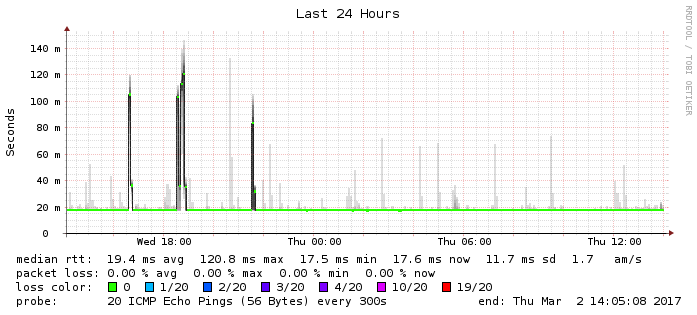 Last 24 Hours
RRDTOOL / TOBI OETIKER
Seconds
140 m
120 m
100 m
80 m
60 m
40 m
20 m
0
Wed 18:00 Thu 00:00 Thu 06:00 Thu 12:00
median rtt: 19.4 ms avg 120.8 ms max 17.5 ms min 17.6 ms now 11.7 ms sd 1.7 am/s
packet loss: 0.00 % avg 0.00 % max 0.00 % min 0.00 % now
loss color: 0 1/20 2/20 3/20 4/20 10/20 19/20
probe: 20 ICMP Echo Pings (56 Bytes) every 300s end: Thu Mar 2 14:05:08 2017